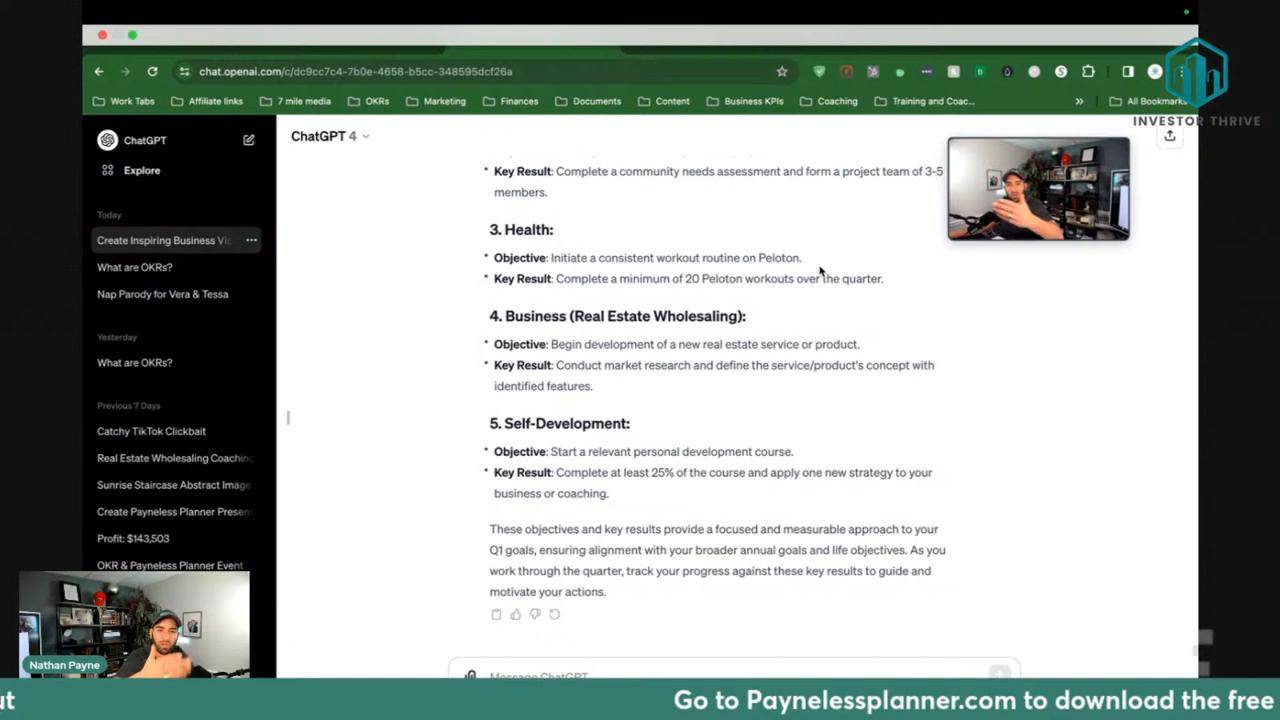 chat.openai.com/c/dc9cc7c4-7b0e-4658-b5cc-348595dcf26a
Work Tabs
Affiliate links
7 mile media
OKRs
Marketing
Finances
Documents
Content
Business KPIs
Coaching
Training and Coac...
»
All Bookmarks
INVESTOR THRIVE
ChatGPT
Explore
Today
Create Inspiring Business Vi
What are OKRs?
Nap Parody for Vera & Tessa
Yesterday
What are OKRs?
Previous 7 Days
Catchy TikTok Clickbait
Real Estate Wholesaling Coaching
Sunrise Staircase Abstract Image
Create Payneless Planner Present
Profit: $143,503
OKR & Payneless Planner Event
ChatGPT 4
Key Result: Complete a community needs assessment and form a project team of 3-5
members.
3. Health:
Objective: Initiate a consistent workout routine on Peloton.
Key Result: Complete a minimum of 20 Peloton workouts over the quarter.
4. Business (Real Estate Wholesaling):
Objective: Begin development of a new real estate service or product.
Key Result: Conduct market research and define the service/product's concept with
identified features.
5. Self-Development:
Objective: Start a relevant personal development course.
Key Result: Complete at least 25% of the course and apply one new strategy to your
business or coaching.
These objectives and key results provide a focused and measurable approach to your
Q1 goals, ensuring alignment with your broader annual goals and life objectives. As you
work through the quarter, track your progress against these key results to guide and
motivate your actions.
Message ChatGPT
Nathan Payne
ut
Go to Paynelessplanner.com to download the free